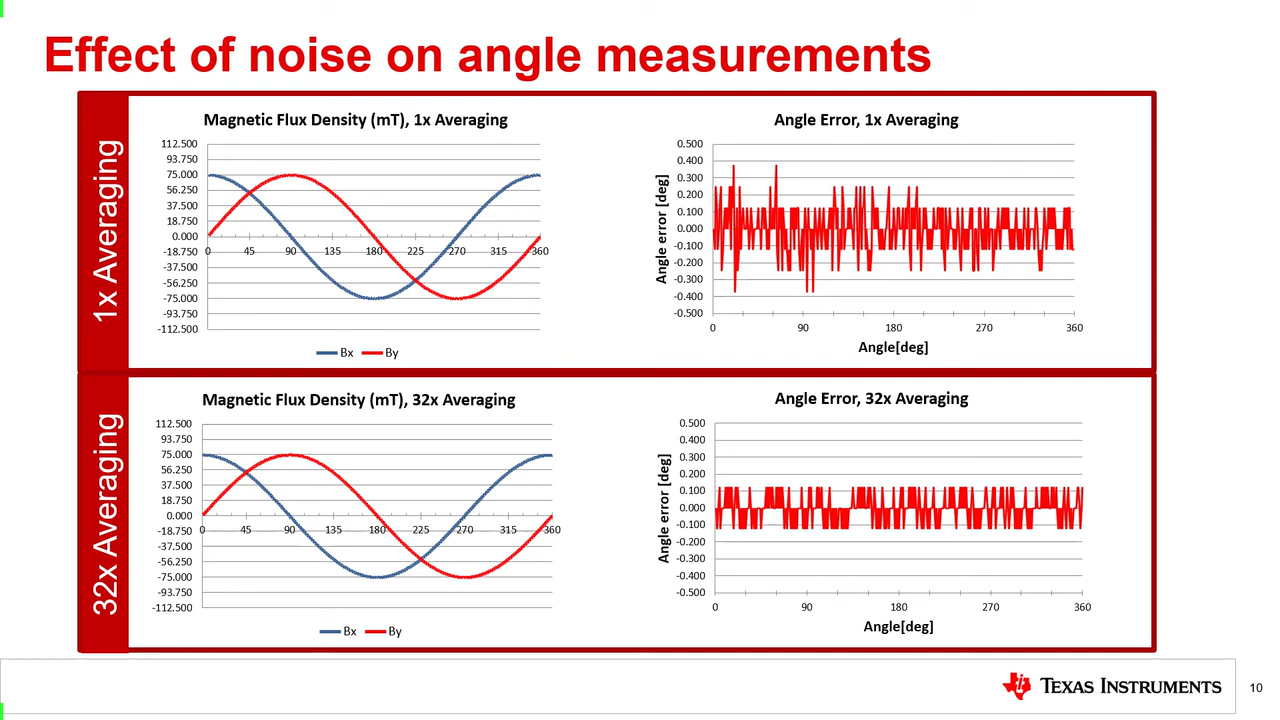 Effect of noise on angle measurements
1x Averaging
Magnetic Flux Density (mT), 1x Averaging
112.500
93.750
75.000
56.250
37.500
18.750
0.000
-18.750
-37.500
-56.250
-75.000
-93.750
-112.500
0 45 90 135 180 225 270 315 360
Bx By
Angle Error, 1x Averaging
Angle error [deg]
0.500
0.400
0.300
0.200
0.100
0.000
-0.100
-0.200
-0.300
-0.400
-0.500
0 90 180 270 360
Angle[deg]
32x Averaging
Magnetic Flux Density (mT), 32x Averaging
112.500
93.750
75.000
56.250
37.500
18.750
0.000
-18.750
-37.500
-56.250
-75.000
-93.750
-112.500
0 45 90 135 180 225 270 315 360
Bx By
Angle Error, 32x Averaging
Angle error [deg]
0.500
0.400
0.300
0.200
0.100
0.000
-0.100
-0.200
-0.300
-0.400
-0.500
0 90 180 270 360
Angle[deg]
TEXAS INSTRUMENTS
10